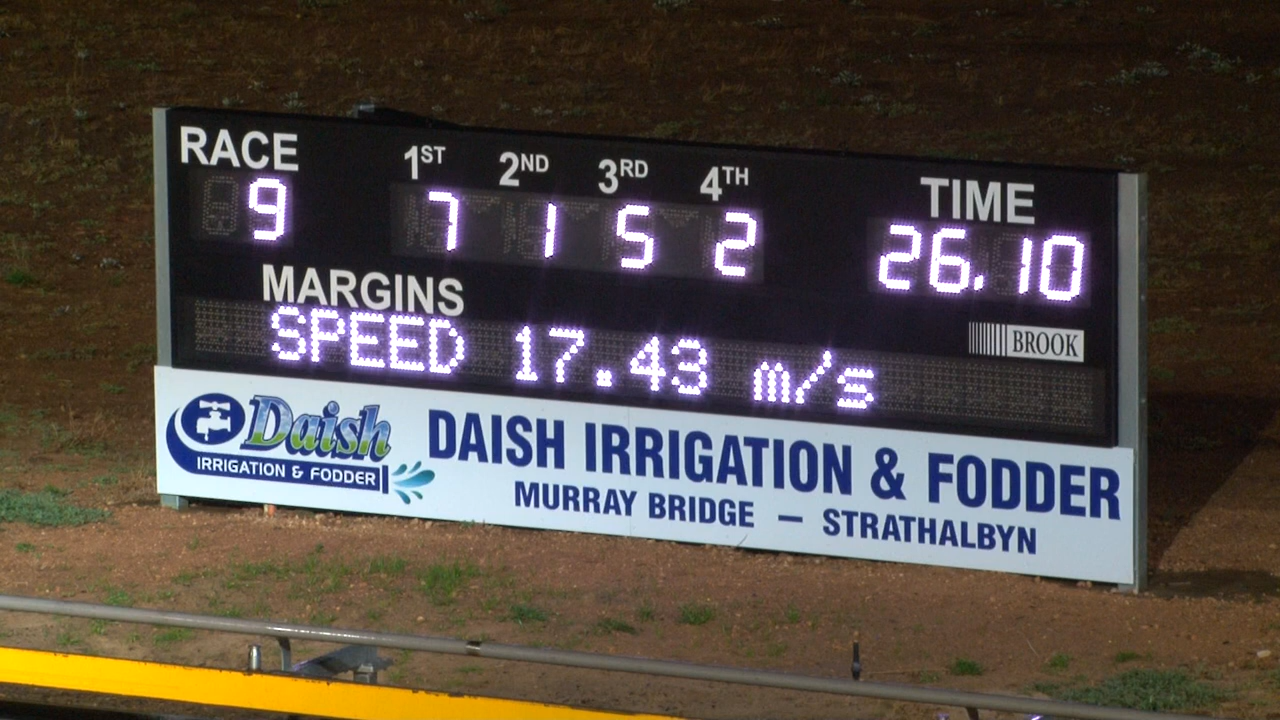 RACE 1ST 2ND 3RD 4TH TIME
9 7 1 5 2 26.10
MARGINS
BROOK
SPEED 17.43 m/s
Daish
IRRIGATION & FODDER
DAISH IRRIGATION & FODDER
MURRAY BRIDGE – STRATHALBYN